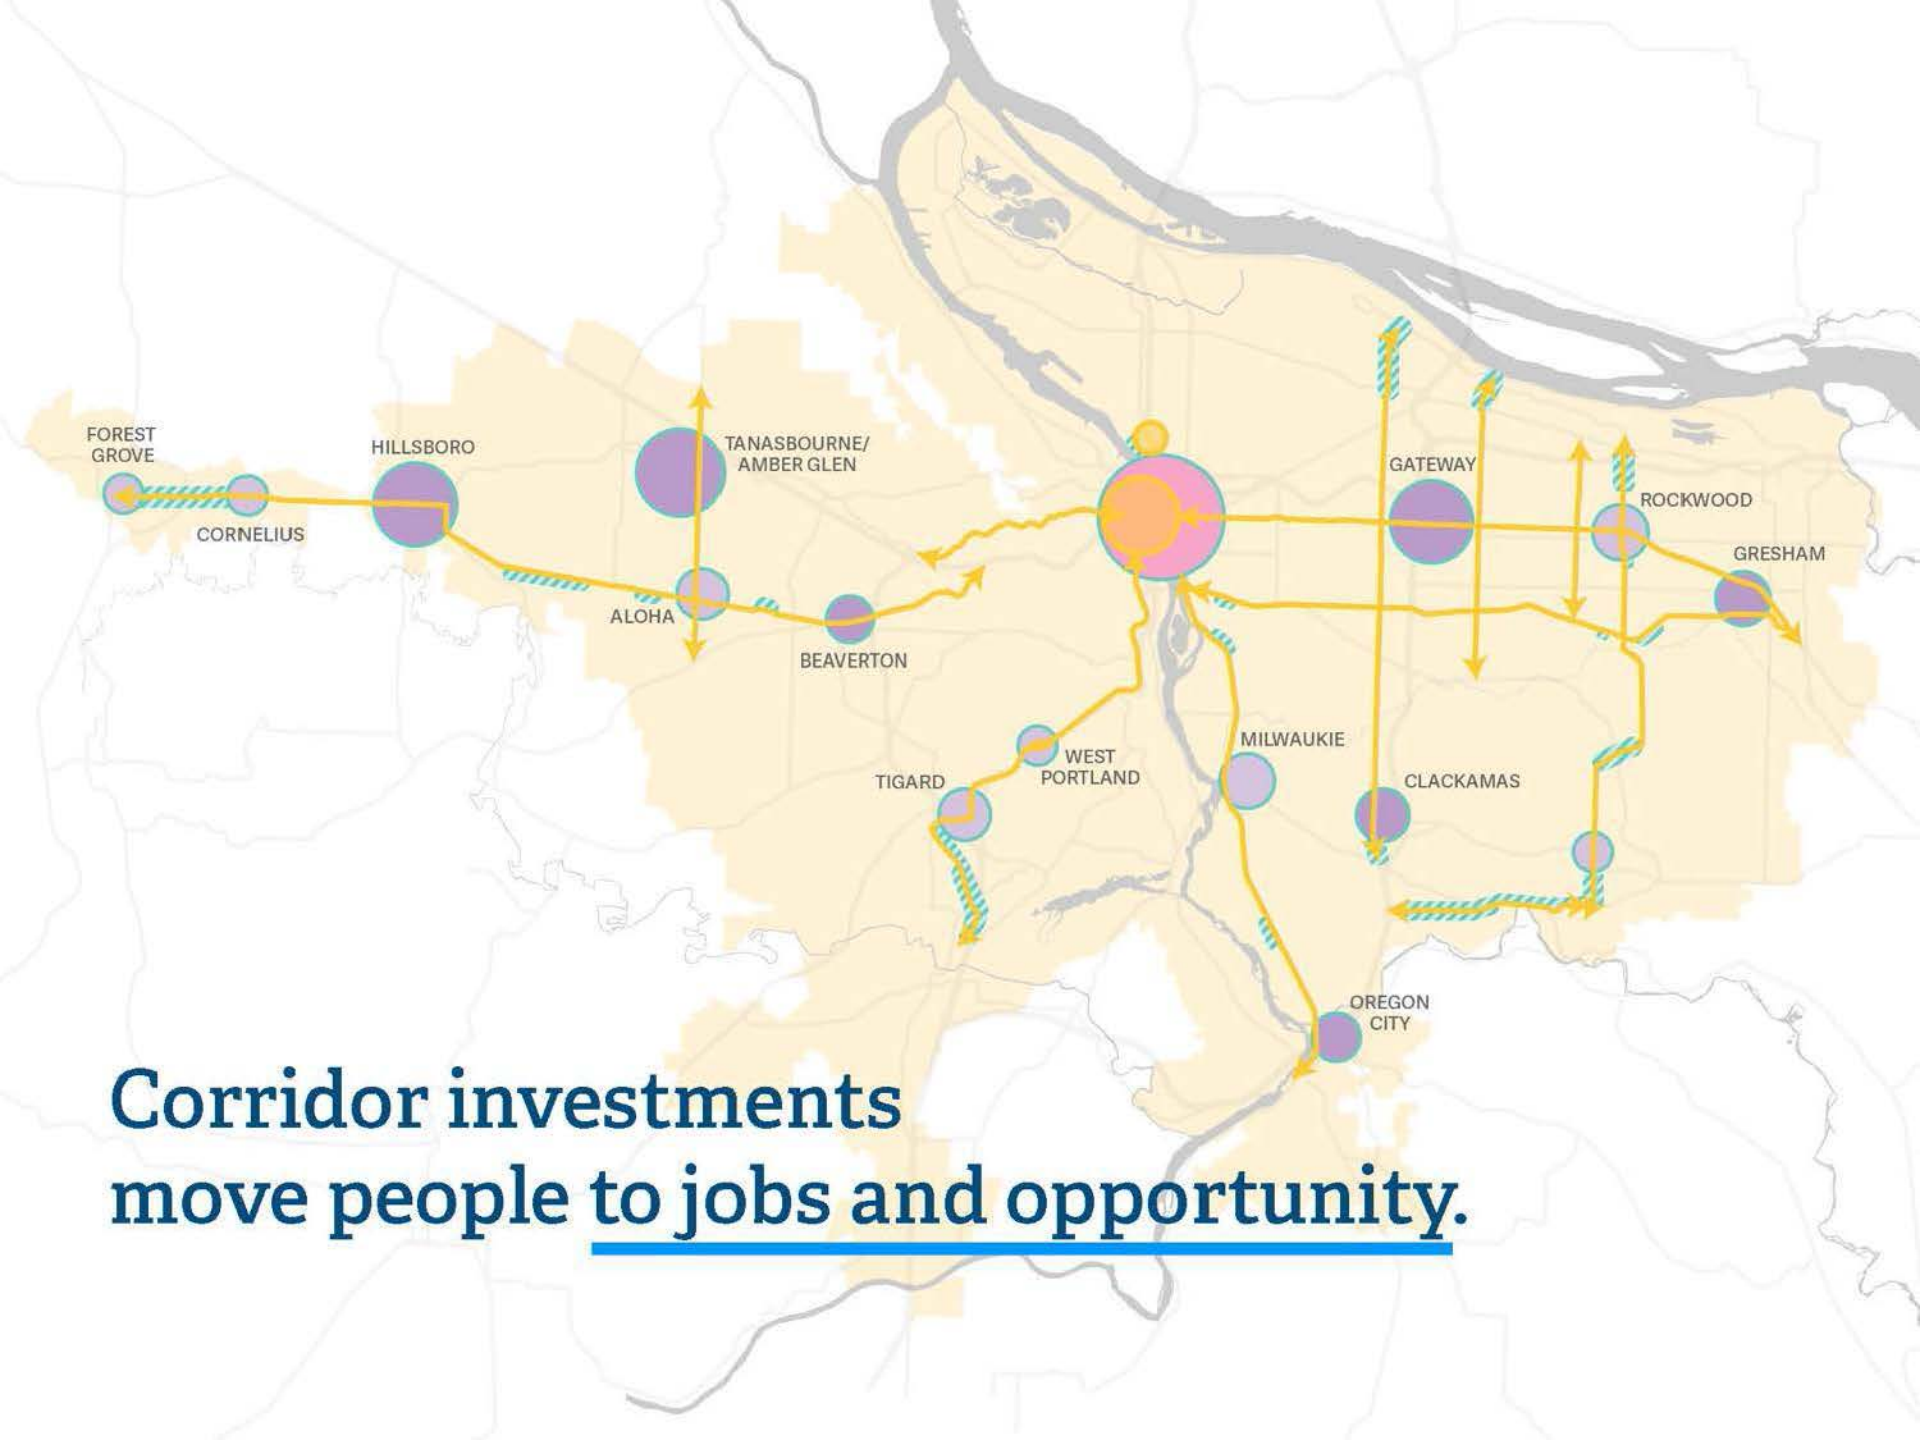 FOREST
GROVE
CORNELIUS
HILLSBORO
TANASBOURNE/
AMBER GLEN
ALOHA
BEAVERTON
GATEWAY
ROCKWOOD
GRESHAM
WEST
PORTLAND
TIGARD
MILWAUKIE
CLACKAMAS
OREGON
CITY
Corridor investments
move people to jobs and opportunity.